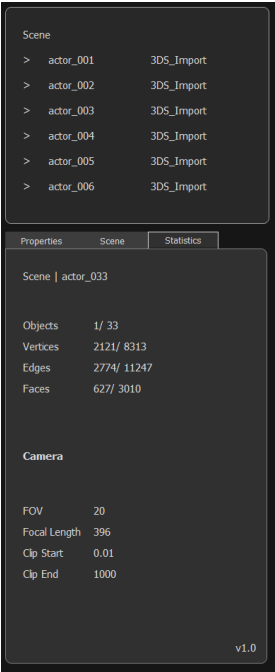 Scene
> actor_001 3DS_Import
> actor_002 3DS_Import
> actor_003 3DS_Import
> actor_004 3DS_Import
> actor_005 3DS_Import
> actor_006 3DS_Import
Properties Scene Statistics
Scene | actor_033
Objects 1/ 33
Vertices 2121/ 8313
Edges 2774/ 11247
Faces 627/ 3010
Camera
FOV 20
Focal Length 396
Clip Start 0.01
Clip End 1000
v1.0